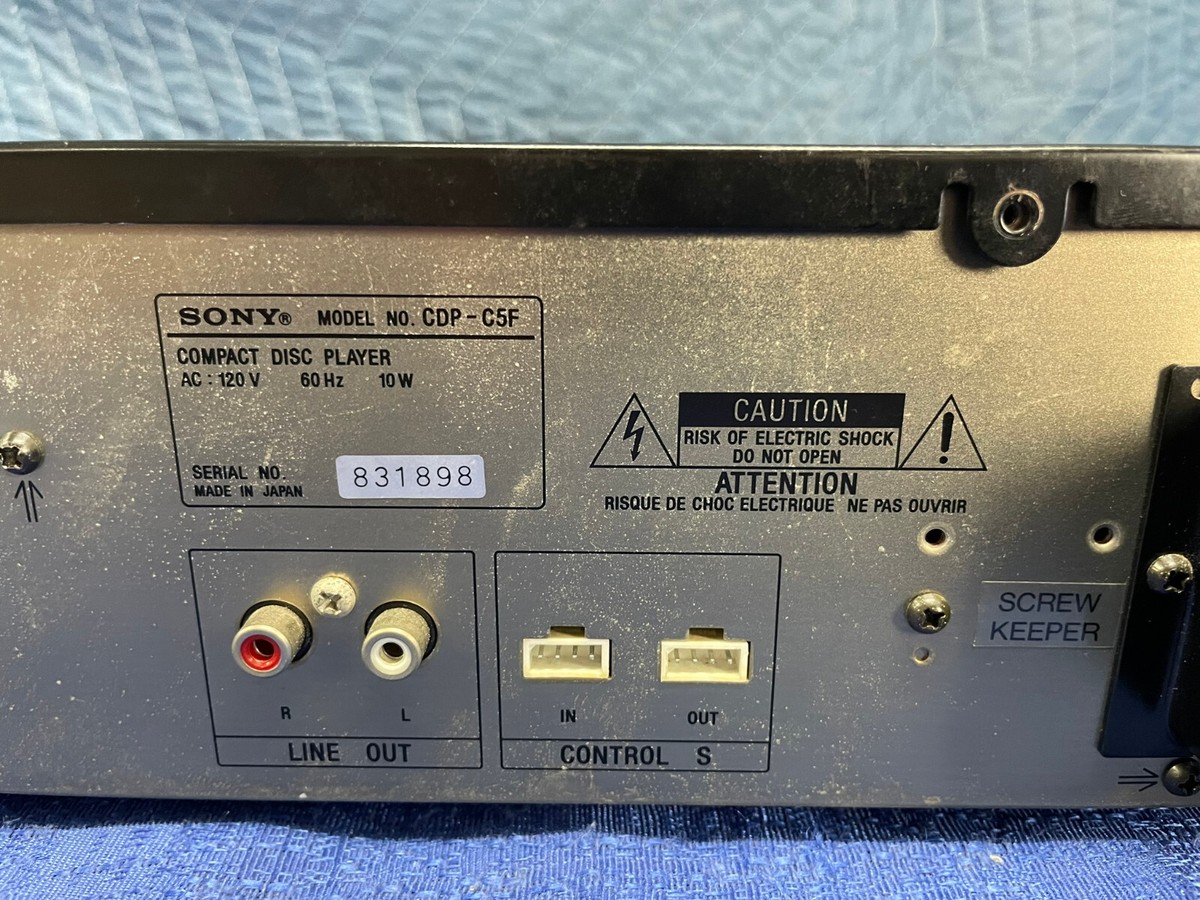 SONY® MODEL NO. CDP-C5F
COMPACT DISC PLAYER
AC : 120 V 60 Hz 10 W
SERIAL NO. 831898
MADE IN JAPAN
CAUTION
RISK OF ELECTRIC SHOCK
DO NOT OPEN
ATTENTION
RISQUE DE CHOC ELECTRIQUE NE PAS OUVRIR
R L
LINE OUT
IN OUT
CONTROL S
SCREW
KEEPER